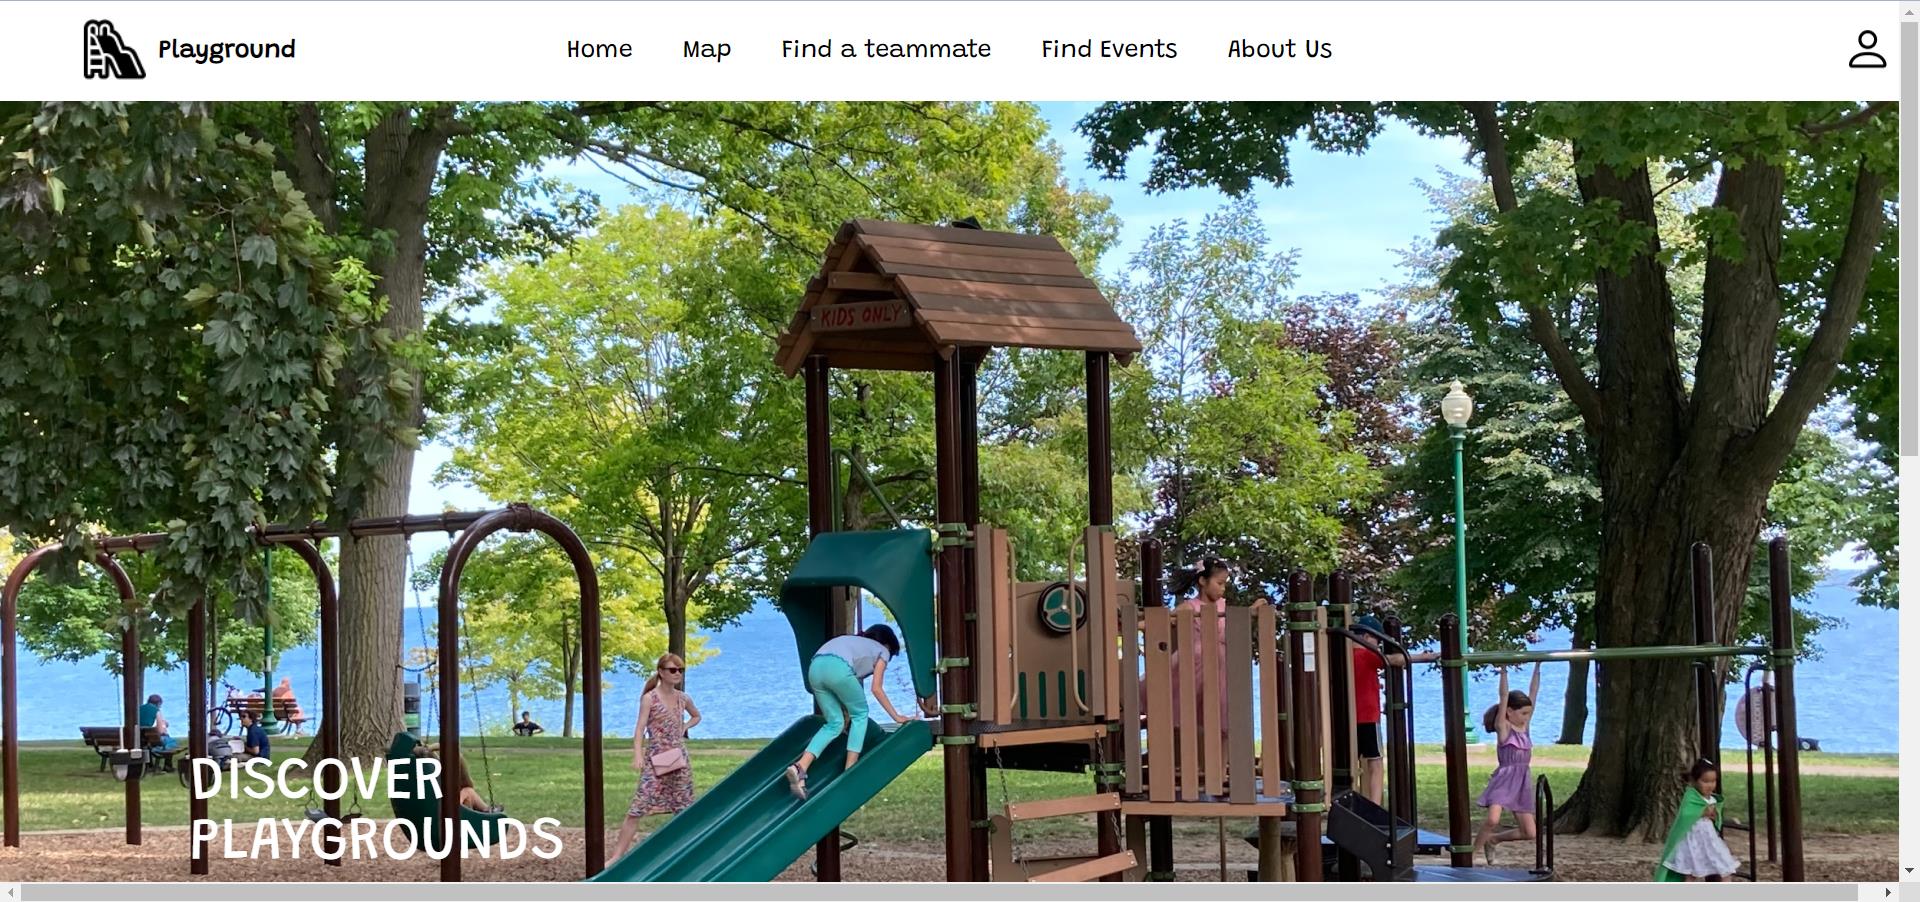 Playground
Home
Map
Find a teammate
Find Events
About Us
KIDS ONLY
DISCOVER
PLAYGROUNDS